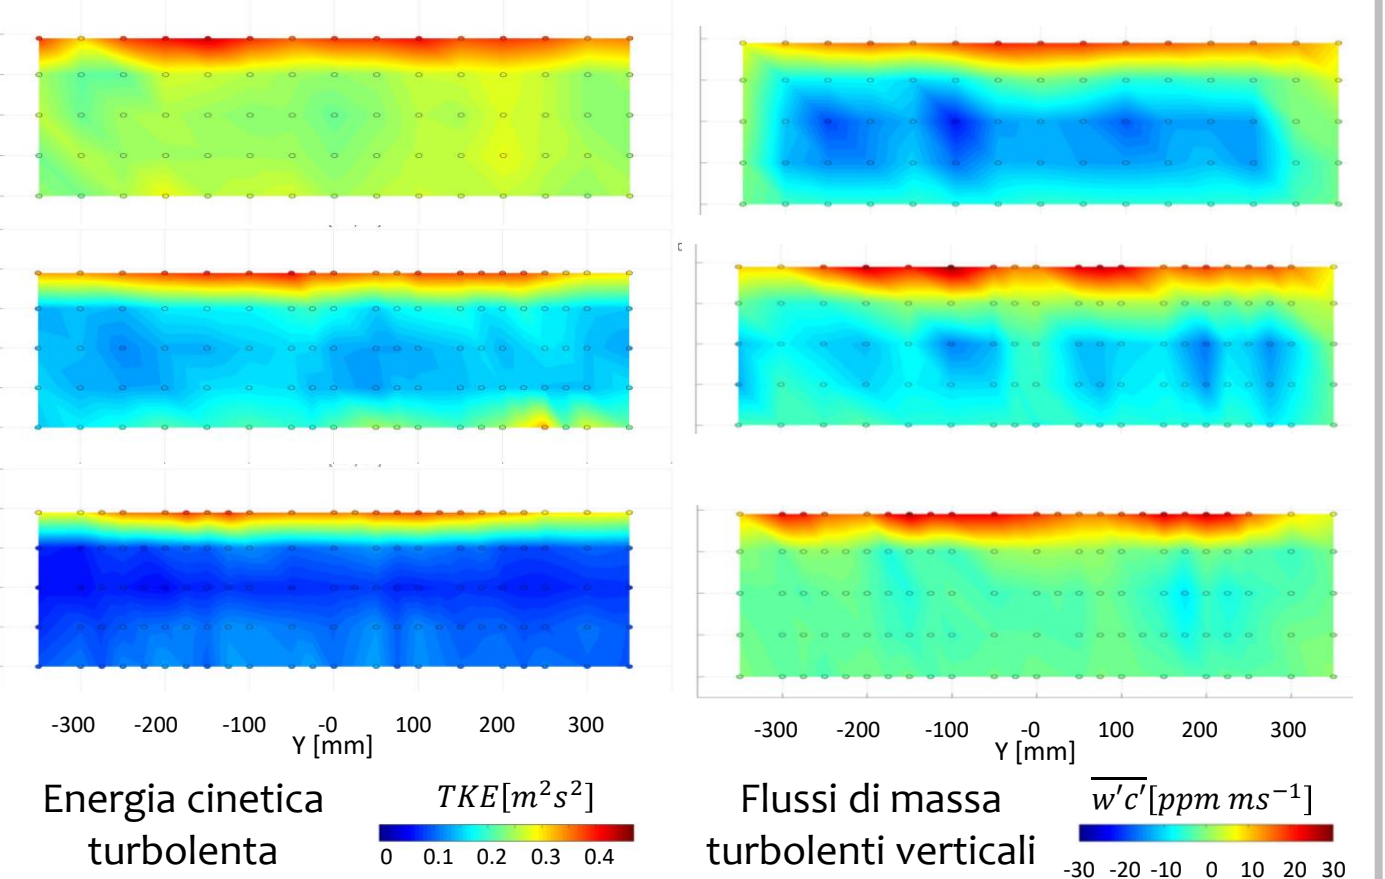 -300 -200 -100 -0 100 200 300
Y [mm]
-300 -200 -100 -0 100 200 300
Y [mm]
Energia cinetica
turbolenta
TKE[m²s²]
0 0.1 0.2 0.3 0.4
Flussi di massa
turbolenti verticali
w′c′[ppm ms⁻¹]
-30 -20 -10 0 10 20 30